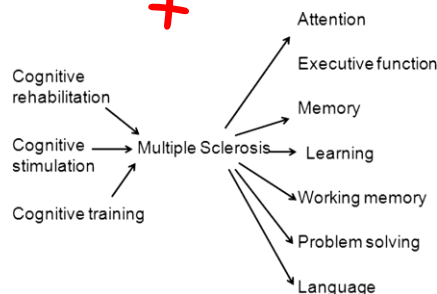 Cognitive
rehabilitation
Cognitive
stimulation
Cognitive training
Multiple Sclerosis
Attention
Executive function
Memory
Learning
Working memory
Problem solving
Language